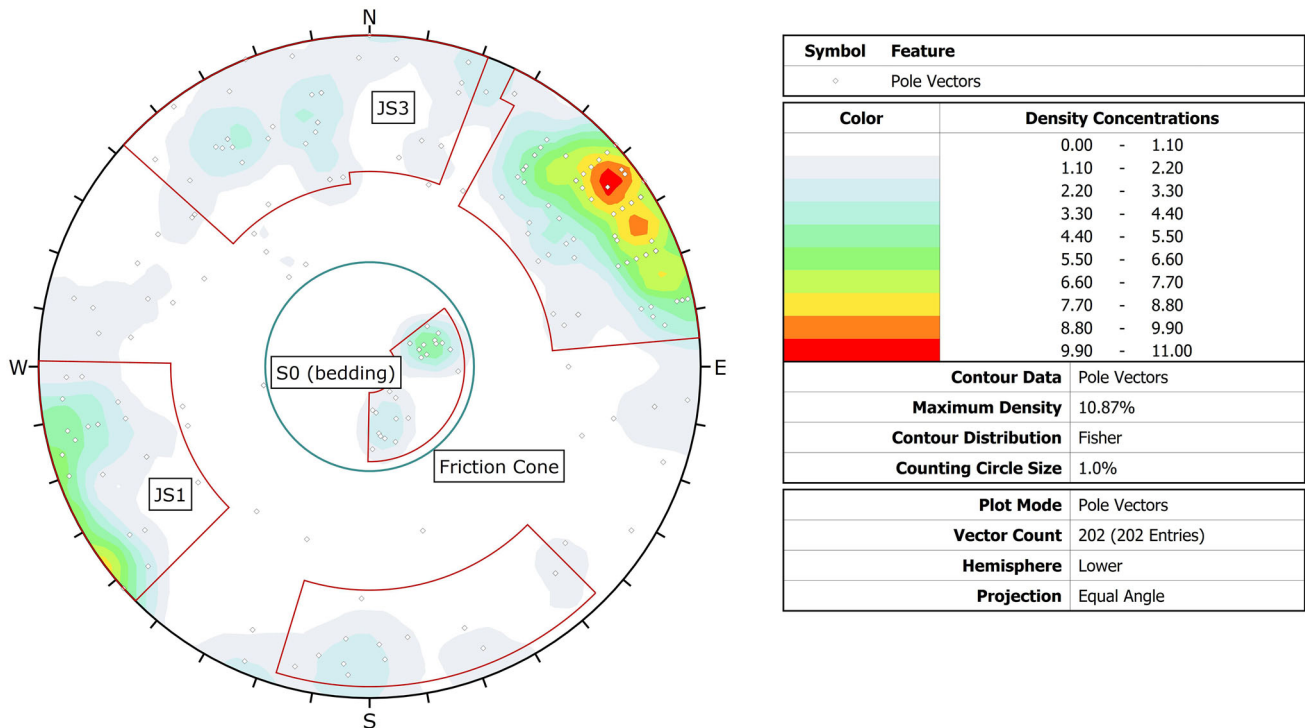 N
JS3
W
S0 (bedding)
E
Friction Cone
JS1
S
Symbol Feature
Pole Vectors
Color Density Concentrations
0.00 - 1.10
1.10 - 2.20
2.20 - 3.30
3.30 - 4.40
4.40 - 5.50
5.50 - 6.60
6.60 - 7.70
7.70 - 8.80
8.80 - 9.90
9.90 - 11.00
Contour Data Pole Vectors
Maximum Density 10.87%
Contour Distribution Fisher
Counting Circle Size 1.0%
Plot Mode Pole Vectors
Vector Count 202 (202 Entries)
Hemisphere Lower
Projection Equal Angle